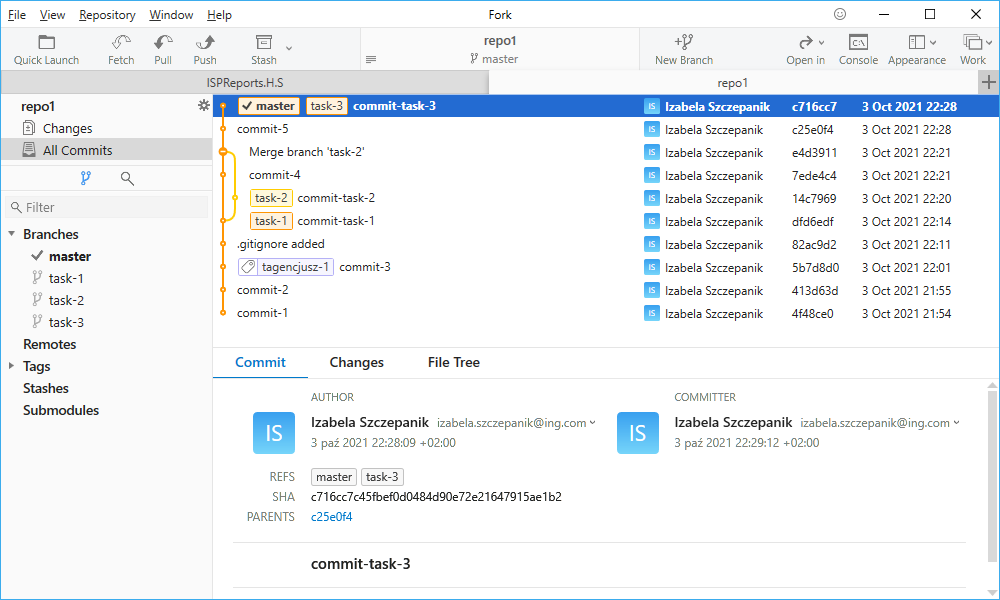 File View Repository Window Help Fork
Quick Launch Fetch Pull Push Stash repo1 master New Branch Open in Console Appearance Work
ISPReports.H.S repo1
repo1
Changes
All Commits
Filter
Branches
master
task-1
task-2
task-3
Remotes
Tags
Stashes
Submodules
master task-3 commit-task-3 IS Izabela Szczepanik c716cc7 3 Oct 2021 22:28
commit-5 IS Izabela Szczepanik c25e0f4 3 Oct 2021 22:28
Merge branch 'task-2' IS Izabela Szczepanik e4d3911 3 Oct 2021 22:21
commit-4 IS Izabela Szczepanik 7ede4c4 3 Oct 2021 22:21
task-2 commit-task-2 IS Izabela Szczepanik 14c7969 3 Oct 2021 22:20
task-1 commit-task-1 IS Izabela Szczepanik dfd6edf 3 Oct 2021 22:14
.gitignore added IS Izabela Szczepanik 82ac9d2 3 Oct 2021 22:11
tagencjusz-1 commit-3 IS Izabela Szczepanik 5b7d8d0 3 Oct 2021 22:01
commit-2 IS Izabela Szczepanik 413d63d 3 Oct 2021 21:55
commit-1 IS Izabela Szczepanik 4f48ce0 3 Oct 2021 21:54
Commit Changes File Tree
AUTHOR COMMITTER
IS Izabela Szczepanik izabela.szczepanik@ing.com IS Izabela Szczepanik izabela.szczepanik@ing.com
3 paź 2021 22:28:09 +02:00 3 paź 2021 22:29:12 +02:00
REFS master task-3
SHA c716cc7c45fbef0d0484d90e72e21647915ae1b2
PARENTS c25e0f4
commit-task-3